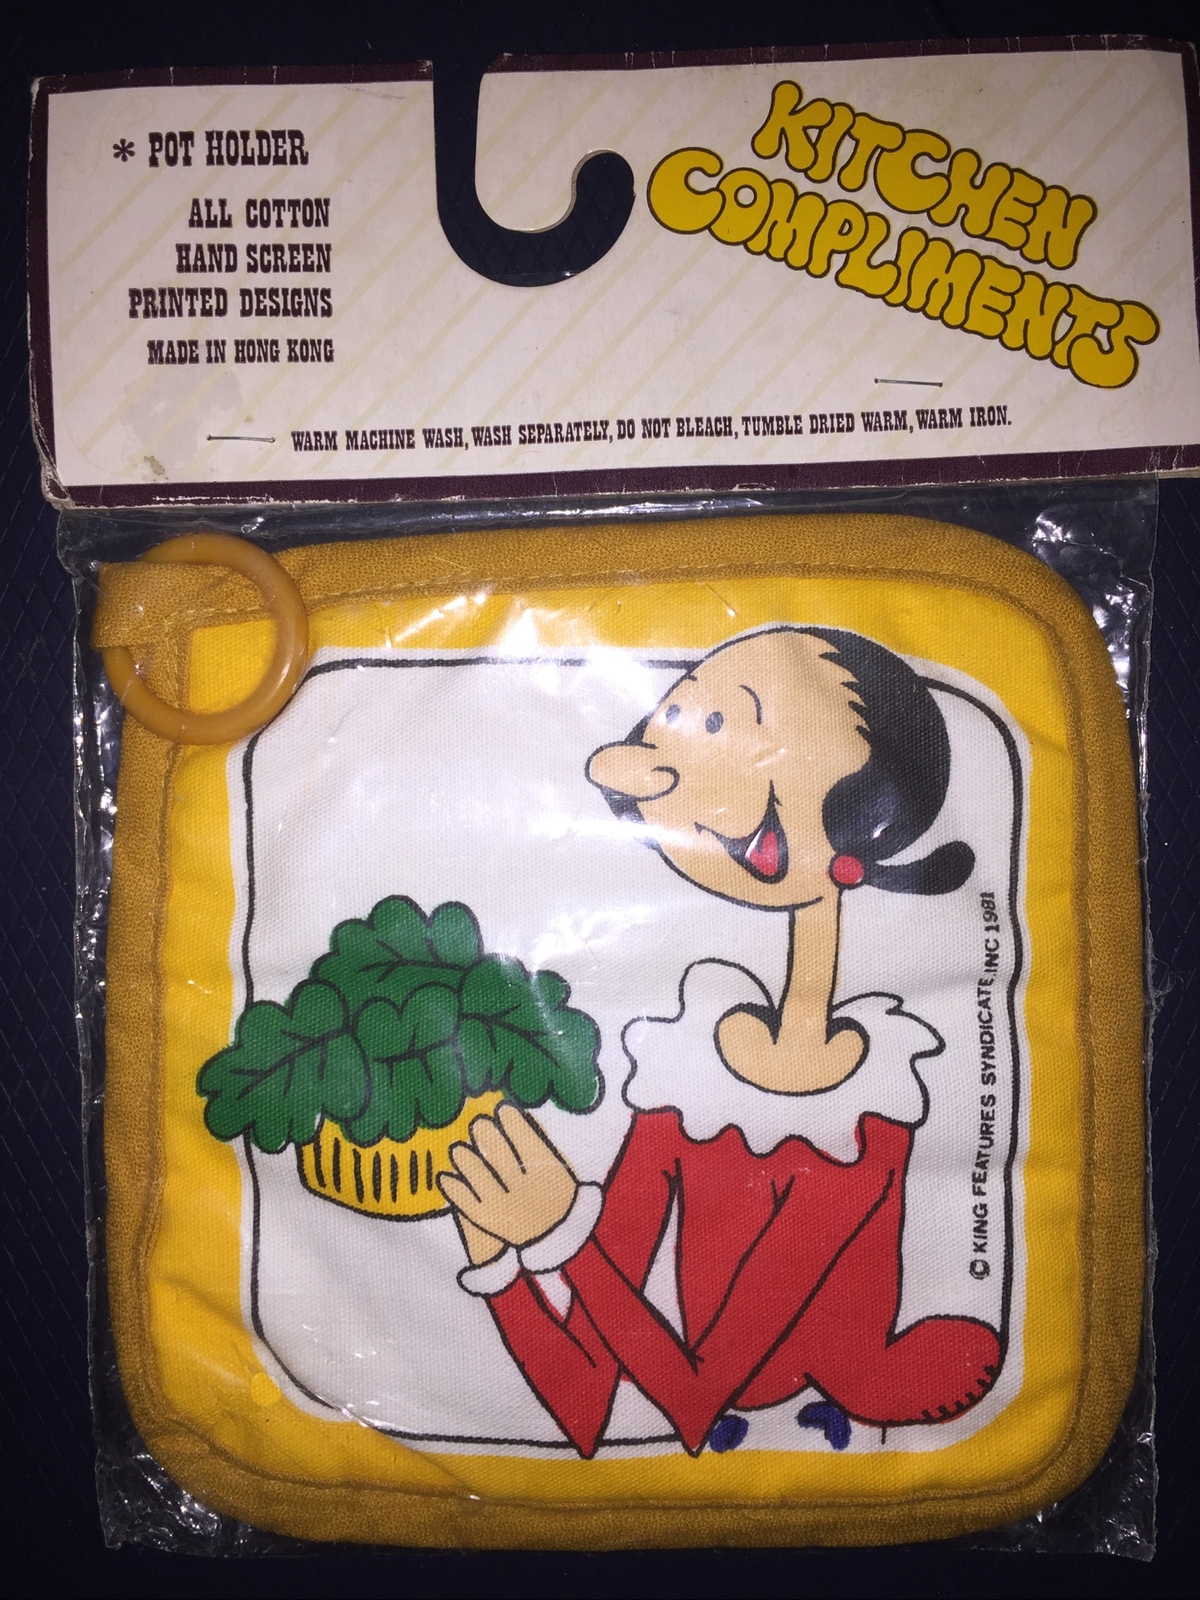 * POT HOLDER
ALL COTTON
HAND SCREEN
PRINTED DESIGNS
MADE IN HONG KONG
KITCHEN
COMPLIMENTS
WARM MACHINE WASH, WASH SEPARATELY, DO NOT BLEACH, TUMBLE DRIED WARM, WARM IRON.
© KING FEATURES SYNDICATE, INC 1981